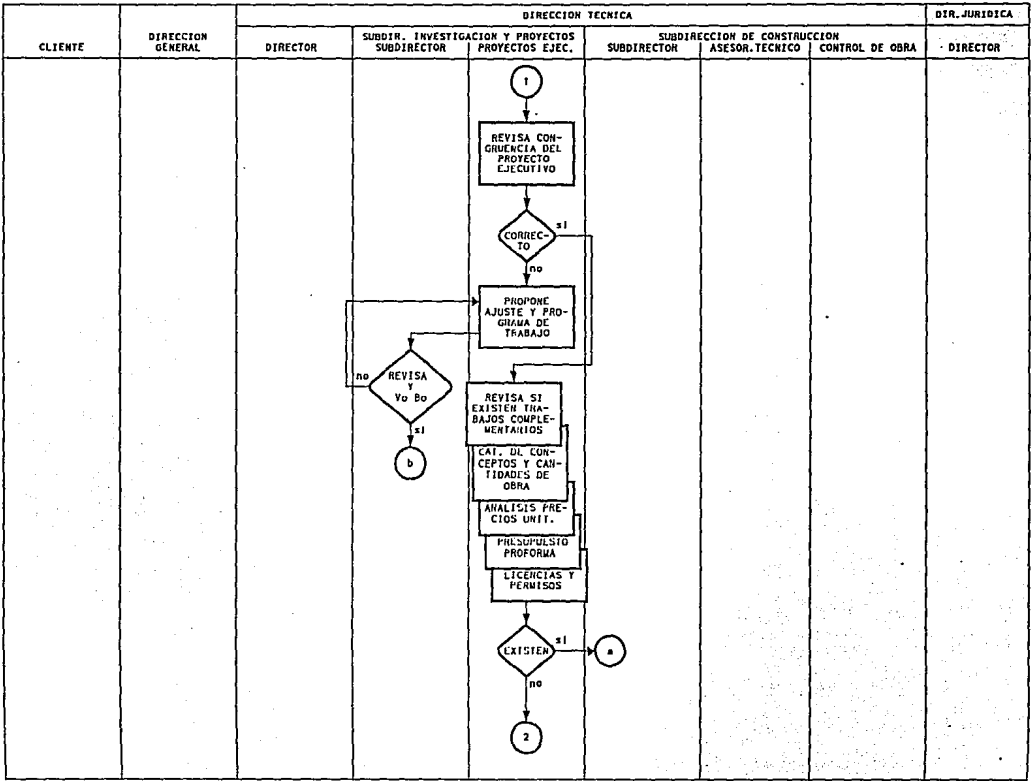 DIRECCION TECNICA
DIR.JURIDICA
CLIENTE
DIRECCION
GENERAL
DIRECTOR
SUBDIR. INVESTIGACION Y PROYECTOS
SUBDIRECTOR
PROYECTOS EJEC.
SUBDIRECCION DE CONSTRUCCION
SUBDIRECTOR
ASESOR.TECNICO
CONTROL DE OBRA
DIRECTOR
1
REVISA CON-
GRUENCIA DEL
PROYECTO
EJECUTIVO
si
CORREC-
TO
no
PROPONE
AJUSTE Y PRO-
GRAMA DE
TRABAJO
no
REVISA
Y
Vo Bo
si
b
REVISA SI
EXISTEN TRA-
BAJOS COMPLE-
MENTARIOS
CAT. DE CON-
CEPTOS Y CAN-
TIDADES DE
OBRA
ANALISIS PRE-
CIOS UNIT.
PRESUPUESTO
PROFORMA
LICENCIAS Y
PERMISOS
si
EXISTEN
a
no
2